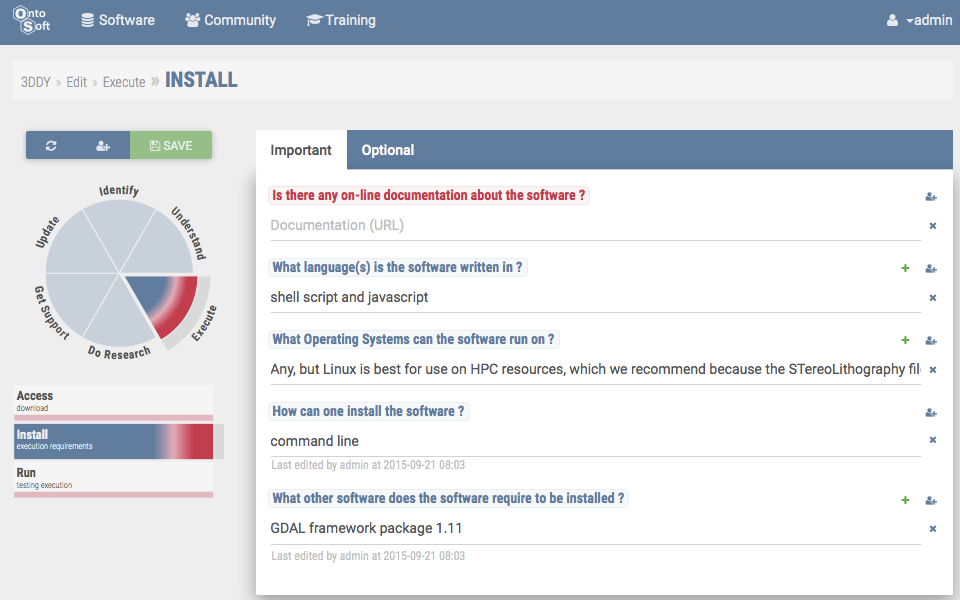 Onto Soft
Software
Community
Training
admin
3DDY » Edit » Execute » INSTALL
SAVE
Identify
Understand
Execute
Do Research
Get Support
Update
Access
download
Install
execution requirements
Run
testing execution
Important
Optional
Is there any on-line documentation about the software ?
Documentation (URL)
What language(s) is the software written in ?
shell script and javascript
What Operating Systems can the software run on ?
Any, but Linux is best for use on HPC resources, which we recommend because the STereoLithography fil
How can one install the software ?
command line
Last edited by admin at 2015-09-21 08:03
What other software does the software require to be installed ?
GDAL framework package 1.11
Last edited by admin at 2015-09-21 08:03